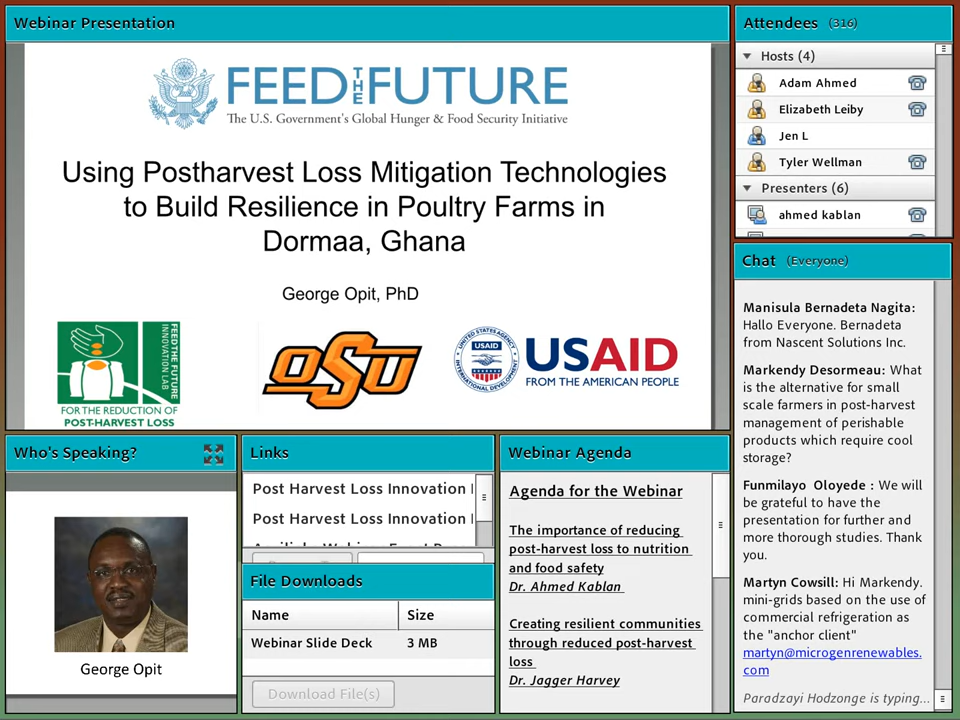 Webinar Presentation
FEED THE FUTURE
The U.S. Government's Global Hunger & Food Security Initiative
Using Postharvest Loss Mitigation Technologies
to Build Resilience in Poultry Farms in
Dormaa, Ghana
George Opit, PhD
FEED THE FUTURE
INNOVATION LAB
FOR THE REDUCTION OF
POST-HARVEST LOSS
OSU
UNITED STATES AGENCY
INTERNATIONAL DEVELOPMENT
USAID
USAID
FROM THE AMERICAN PEOPLE
Attendees (316)
Hosts (4)
Adam Ahmed
Elizabeth Leiby
Jen L
Tyler Wellman
Presenters (6)
ahmed kablan
Chat (Everyone)
Manisula Bernadeta Nagita:
Hallo Everyone. Bernadeta
from Nascent Solutions Inc.
Markendy Desormeau: What
is the alternative for small
scale farmers in post-harvest
management of perishable
products which require cool
storage?
Funmilayo Oloyede : We will
be grateful to have the
presentation for further and
more thorough studies. Thank
you.
Martyn Cowsill: Hi Markendy.
mini-grids based on the use of
commercial refrigeration as
the "anchor client"
martyn@microgenrenewables.
com
Paradzayi Hodzonge is typing...
Who's Speaking?
George Opit
Links
Post Harvest Loss Innovation
Post Harvest Loss Innovation
File Downloads
Name Size
Webinar Slide Deck 3 MB
Download File(s)
Webinar Agenda
Agenda for the Webinar
The importance of reducing
post-harvest loss to nutrition
and food safety
Dr. Ahmed Kablan
Creating resilient communities
through reduced post-harvest
loss
Dr. Jagger Harvey